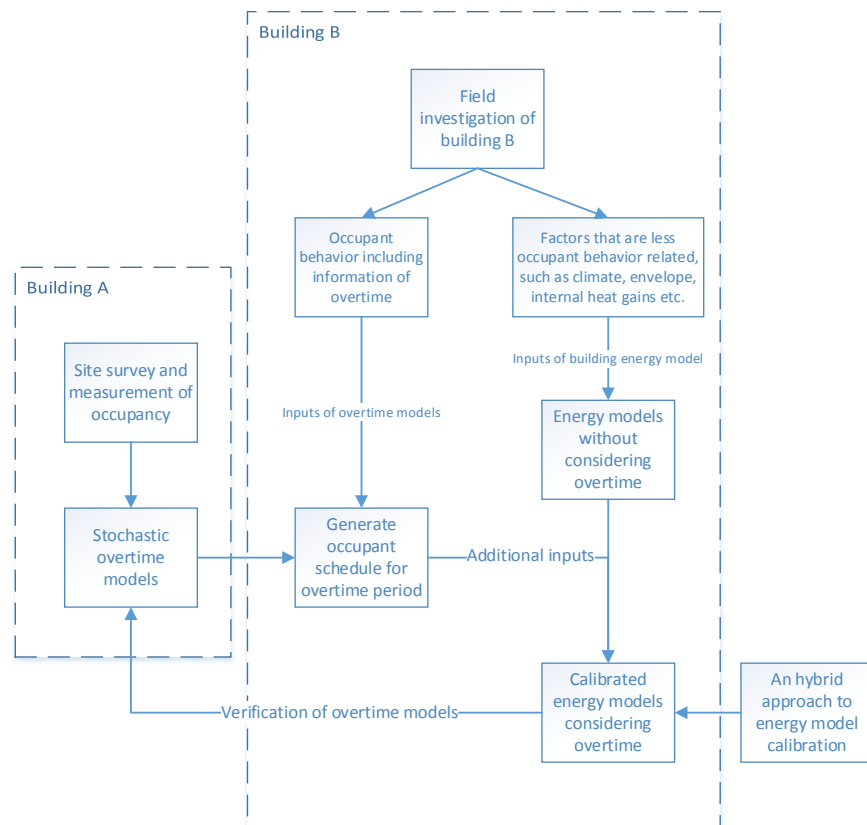 Building B
Field
investigation of
building B
Occupant
behavior including
information of
overtime
Factors that are less
occupant behavior related,
such as climate, envelope,
internal heat gains etc.
Building A
Site survey and
measurement of
occupancy
Inputs of overtime models
Inputs of building energy model
Energy models
without
considering
overtime
Stochastic
overtime
models
Generate
occupant
schedule for
overtime period
Additional inputs
Verification of overtime models
Calibrated
energy models
considering
overtime
An hybrid
approach to
energy model
calibration